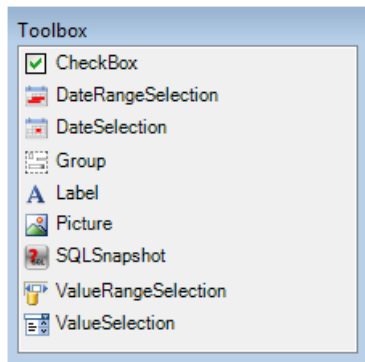 Toolbox
CheckBox
DateRangeSelection
DateSelection
Group
Label
Picture
SQLSnapshot
ValueRangeSelection
ValueSelection